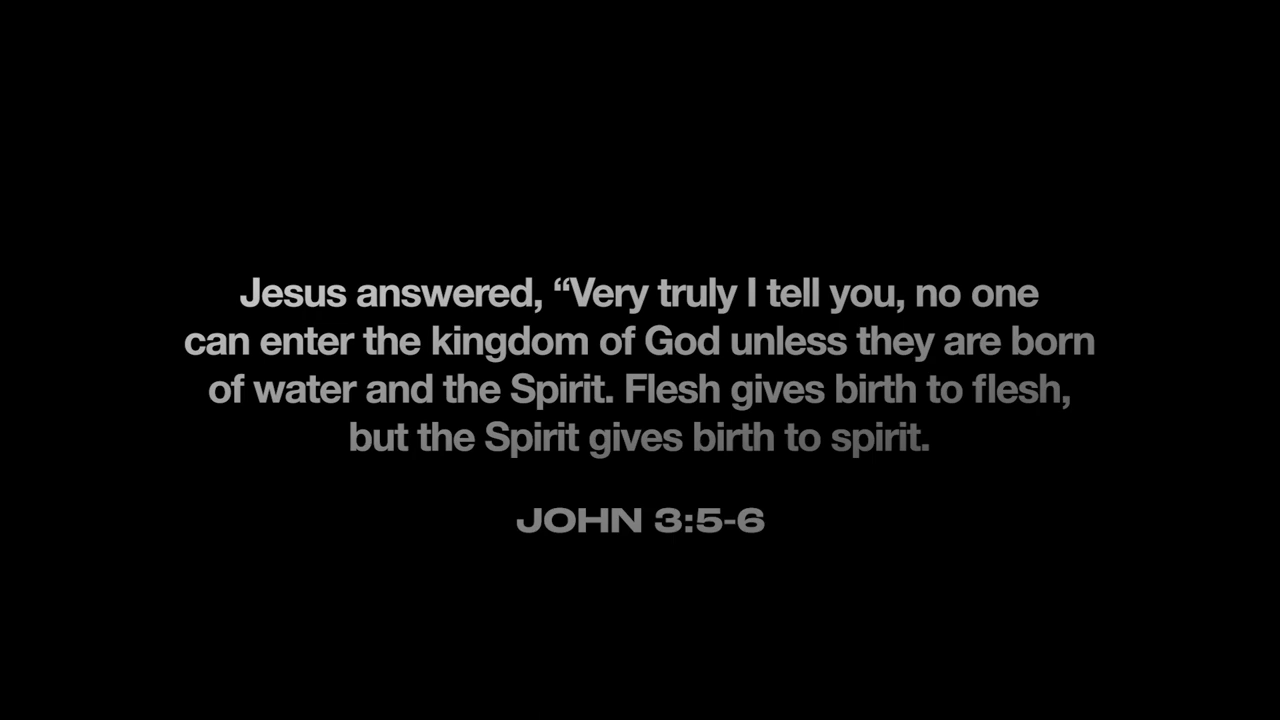 Jesus answered, “Very truly I tell you, no one
can enter the kingdom of God unless they are born
of water and the Spirit. Flesh gives birth to flesh,
but the Spirit gives birth to spirit.
JOHN 3:5-6